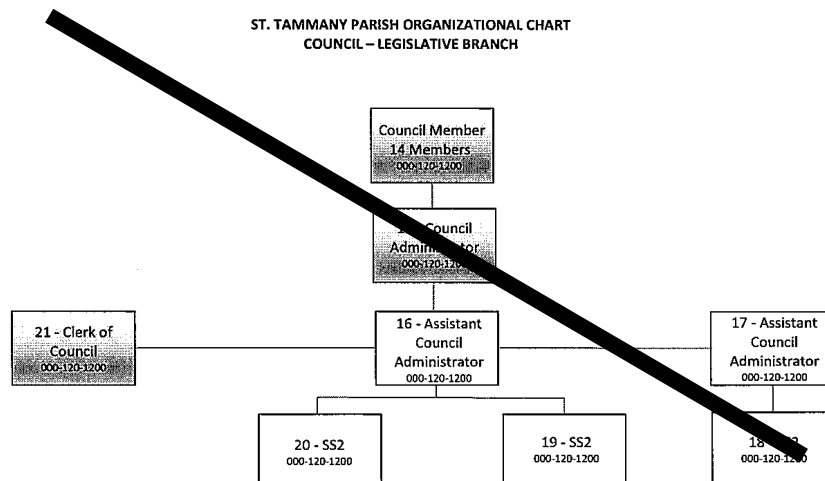 ST. TAMMANY PARISH ORGANIZATIONAL CHART
COUNCIL – LEGISLATIVE BRANCH
Council Member
14 Members
000-120-1200
Council
000-120-1200
21 - Clerk of
Council
000-120-1200
16 - Assistant
Council
Administrator
000-120-1200
17 - Assistant
Council
Administrator
000-120-1200
20 - SS2
000-120-1200
19 - SS2
000-120-1200
18